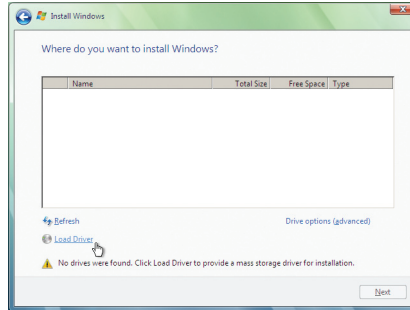 Install Windows
Where do you want to install Windows?
Name Total Size Free Space Type
Refresh Drive options (advanced)
Load Driver
No drives were found. Click Load Driver to provide a mass storage driver for installation.
Next